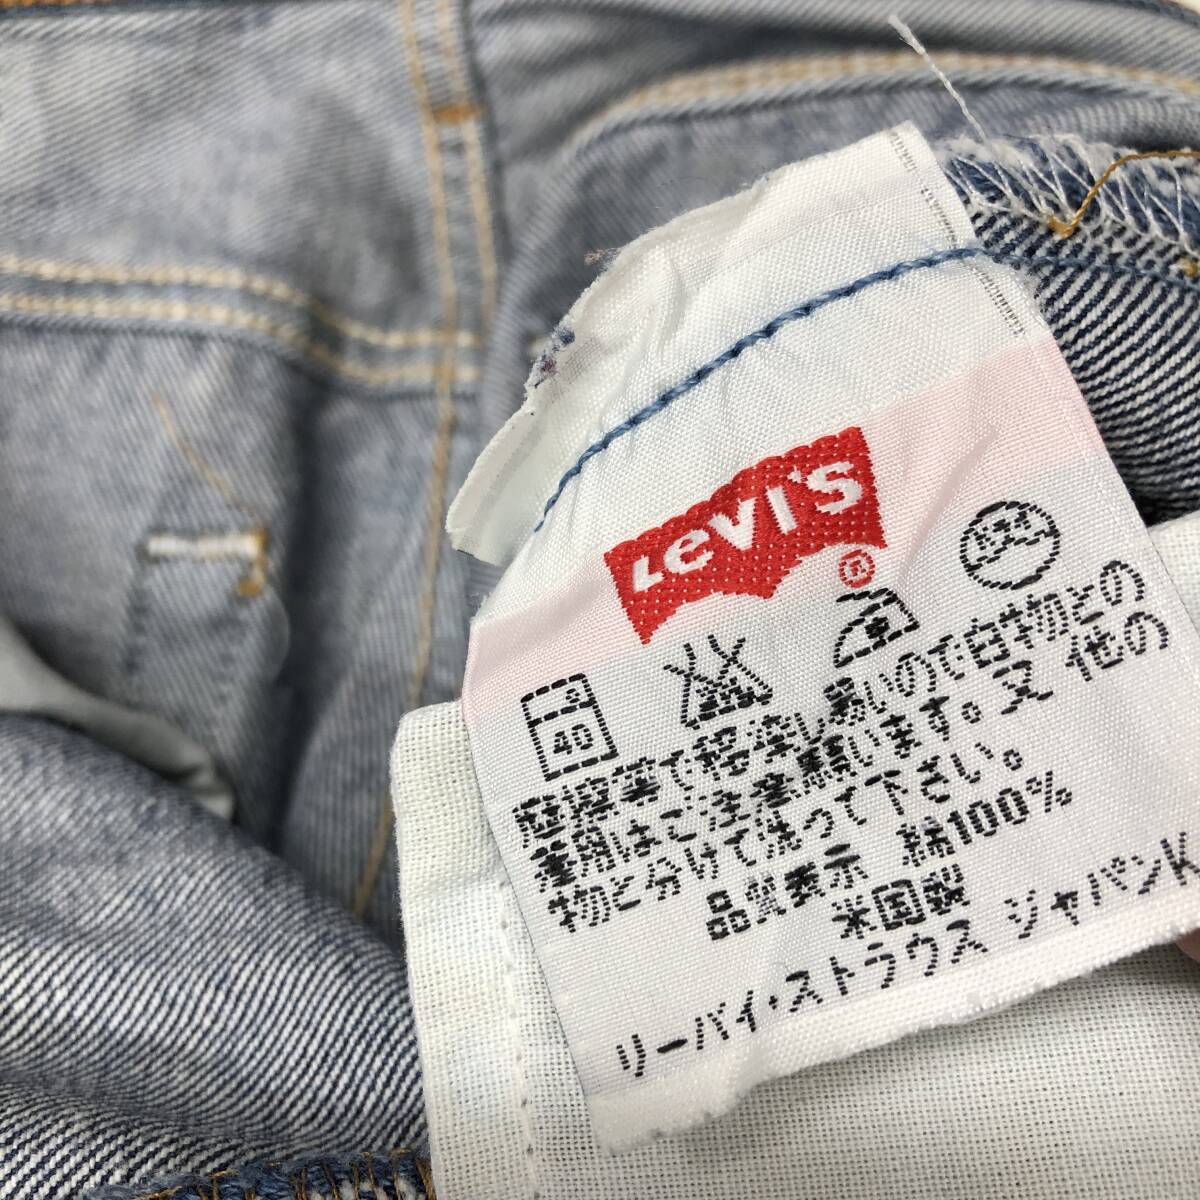 LEVI'S
®
40
摩擦等で移染し易いので白物との
着用はご注意願います。又 他の
物と分けて洗って下さい。
品質表示 綿100%
米国製
リーバイ・ストラウス ジャパンK